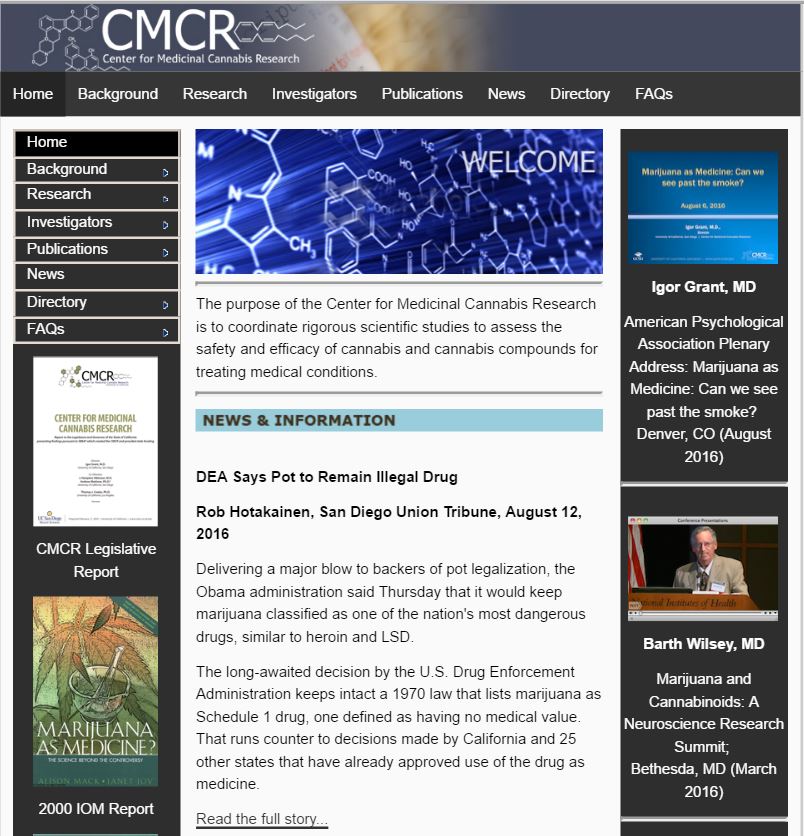 CMCR
Center for Medicinal Cannabis Research
Home Background Research Investigators Publications News Directory FAQs
Home
Background
Research
Investigators
Publications
News
Directory
FAQs
CMCR
CENTER FOR MEDICINAL
CANNABIS RESEARCH
CMCR Legislative
Report
MARIJUANA
AS MEDICINE?
THE SCIENCE BEYOND THE CONTROVERSY
ALISON MACK • JANET JOY
2000 IOM Report
WELCOME
M
N
N
CH3
COOH
The purpose of the Center for Medicinal Cannabis Research
is to coordinate rigorous scientific studies to assess the
safety and efficacy of cannabis and cannabis compounds for
treating medical conditions.
NEWS & INFORMATION
DEA Says Pot to Remain Illegal Drug
Rob Hotakainen, San Diego Union Tribune, August 12,
2016
Delivering a major blow to backers of pot legalization, the
Obama administration said Thursday that it would keep
marijuana classified as one of the nation's most dangerous
drugs, similar to heroin and LSD.
The long-awaited decision by the U.S. Drug Enforcement
Administration keeps intact a 1970 law that lists marijuana as
Schedule 1 drug, one defined as having no medical value.
That runs counter to decisions made by California and 25
other states that have already approved use of the drug as
medicine.
Read the full story...
Marijuana as Medicine: Can we
see past the smoke?
August 6, 2016
Igor Grant, M.D.,
CMCR
Igor Grant, MD
American Psychological
Association Plenary
Address: Marijuana as
Medicine: Can we see
past the smoke?
Denver, CO (August
2016)
Conference Presentations
National Institutes of Health
Barth Wilsey, MD
Marijuana and
Cannabinoids: A
Neuroscience Research
Summit;
Bethesda, MD (March
2016)